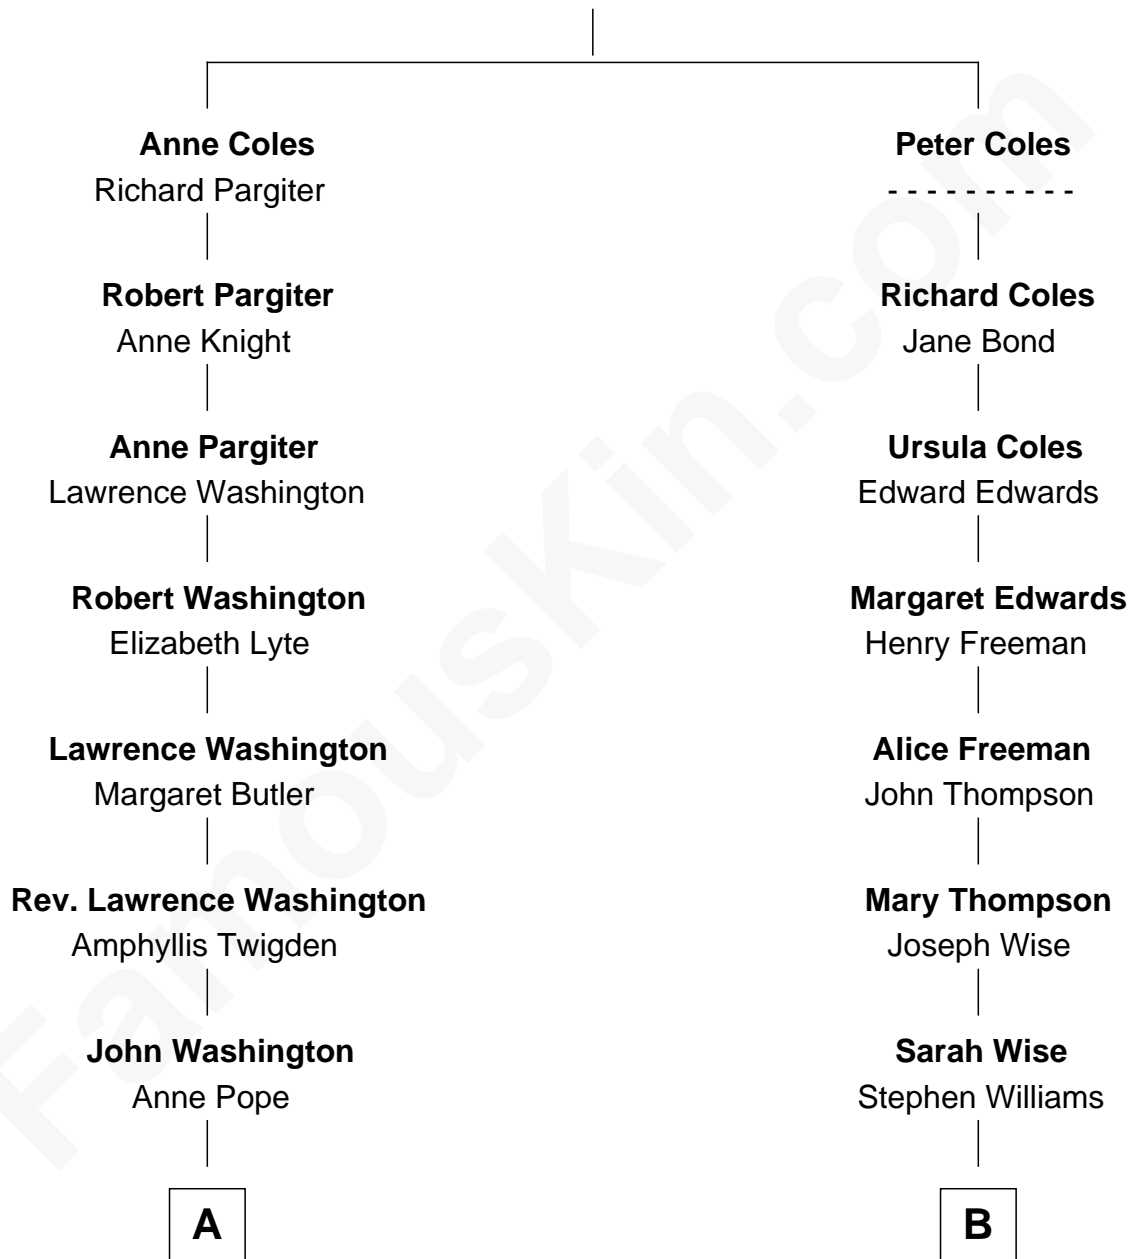 Anne Coles
Richard Pargiter
Robert Pargiter
Anne Knight
Anne Pargiter
Lawrence Washington
Robert Washington
Elizabeth Lyte
Lawrence Washington
Margaret Butler
Rev. Lawrence Washington
Amphyllis Twigden
John Washington
Anne Pope
A
Peter Coles
- - - - - - - - - -
Richard Coles
Jane Bond
Ursula Coles
Edward Edwards
Margaret Edwards
Henry Freeman
Alice Freeman
John Thompson
Mary Thompson
Joseph Wise
Sarah Wise
Stephen Williams
B
FamousKin.com